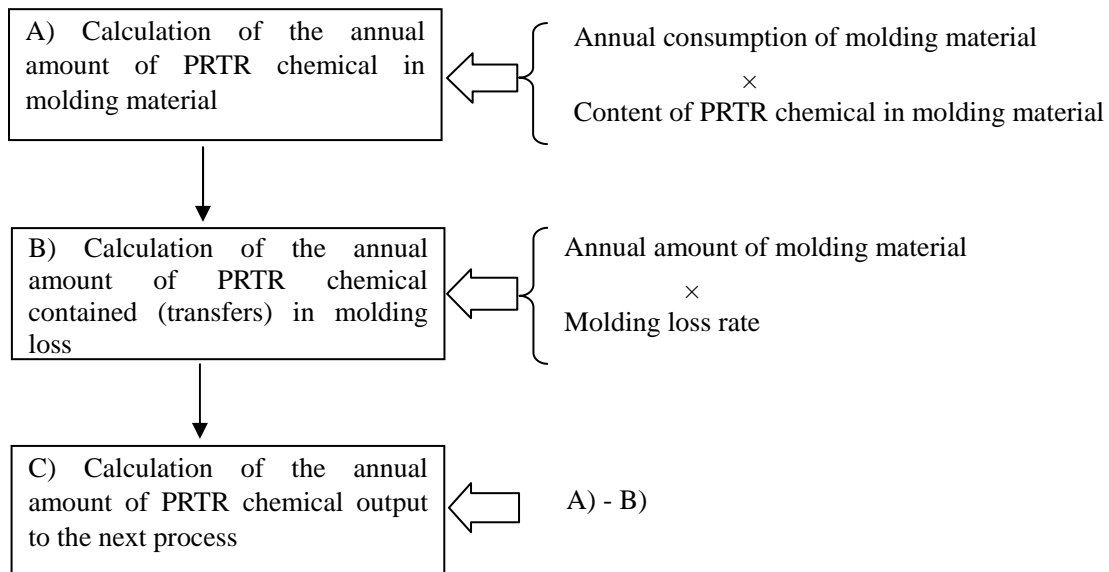 A) Calculation of the annual
amount of PRTR chemical in
molding material
Annual consumption of molding material
×
Content of PRTR chemical in molding material
B) Calculation of the annual
amount of PRTR chemical
contained (transfers) in molding
loss
Annual amount of molding material
×
Molding loss rate
C) Calculation of the annual
amount of PRTR chemical output
to the next process
A) - B)